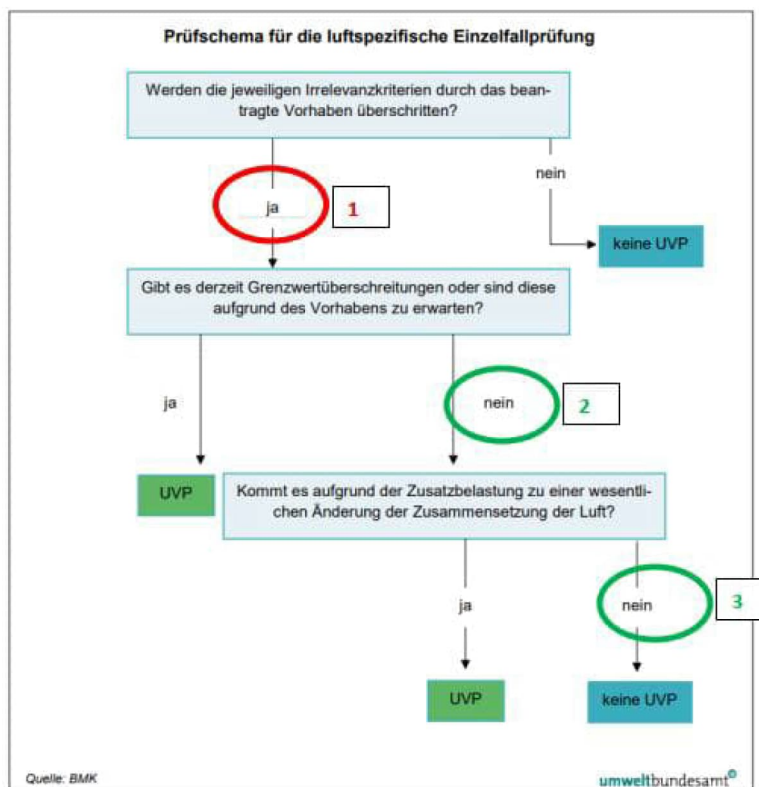 Prüfschema für die luftspezifische Einzelfallprüfung
Werden die jeweiligen Irrelevanzkriterien durch das bean-
tragte Vorhaben überschritten?
nein
ja
1
keine UVP
Gibt es derzeit Grenzwertüberschreitungen oder sind diese
aufgrund des Vorhabens zu erwarten?
ja
nein
2
UVP
Kommt es aufgrund der Zusatzbelastung zu einer wesentli-
chen Änderung der Zusammensetzung der Luft?
ja
nein
3
UVP
keine UVP
Quelle: BMK
umweltbundesamt